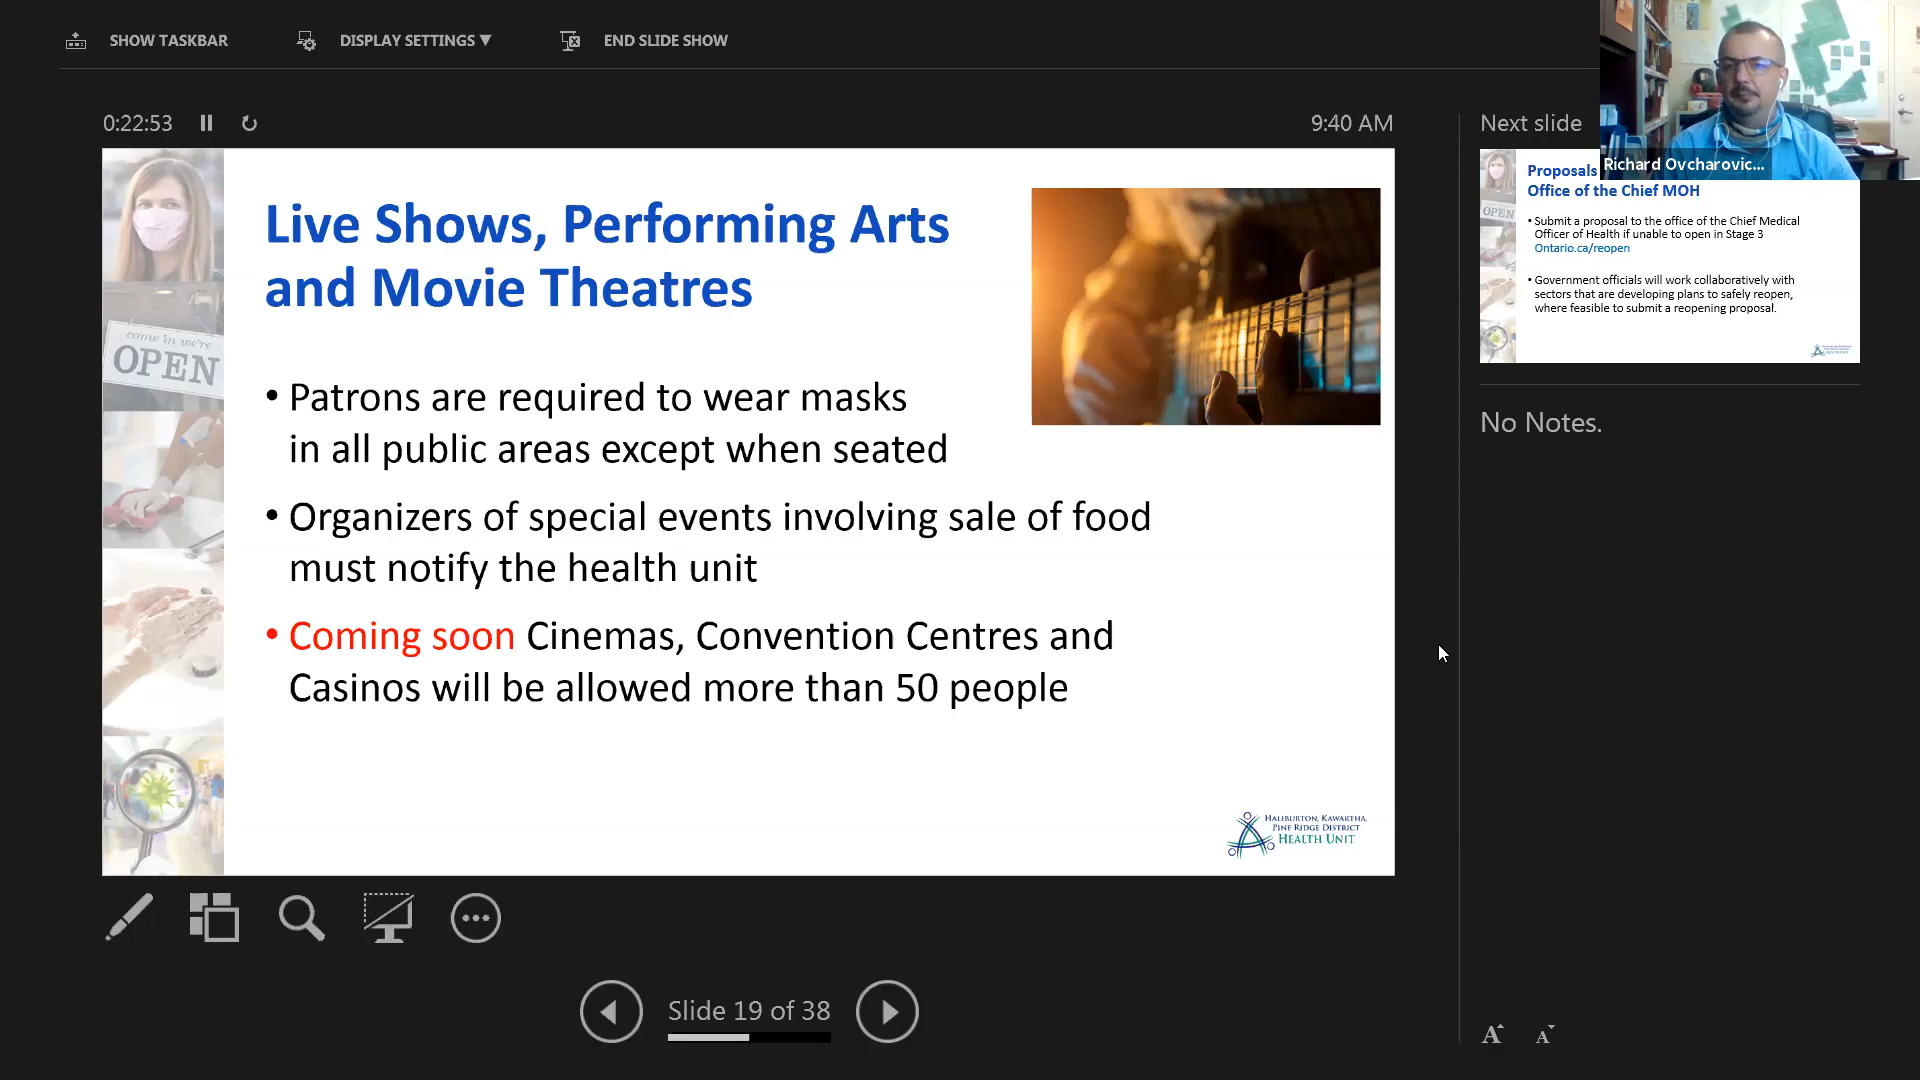 SHOW TASKBAR
DISPLAY SETTINGS ▼
END SLIDE SHOW
0:22:53
9:40 AM
Next slide
Richard Ovcharovic...
come in we're
OPEN
Live Shows, Performing Arts
and Movie Theatres
• Patrons are required to wear masks
in all public areas except when seated
• Organizers of special events involving sale of food
must notify the health unit
• Coming soon Cinemas, Convention Centres and
Casinos will be allowed more than 50 people
HALIBURTON, KAWARTHA,
PINE RIDGE DISTRICT
HEALTH UNIT
OPEN
Proposals
Office of the Chief MOH
• Submit a proposal to the office of the Chief Medical
Officer of Health if unable to open in Stage 3
Ontario.ca/reopen
• Government officials will work collaboratively with
sectors that are developing plans to safely reopen,
where feasible to submit a reopening proposal.
No Notes.
Slide 19 of 38
A A